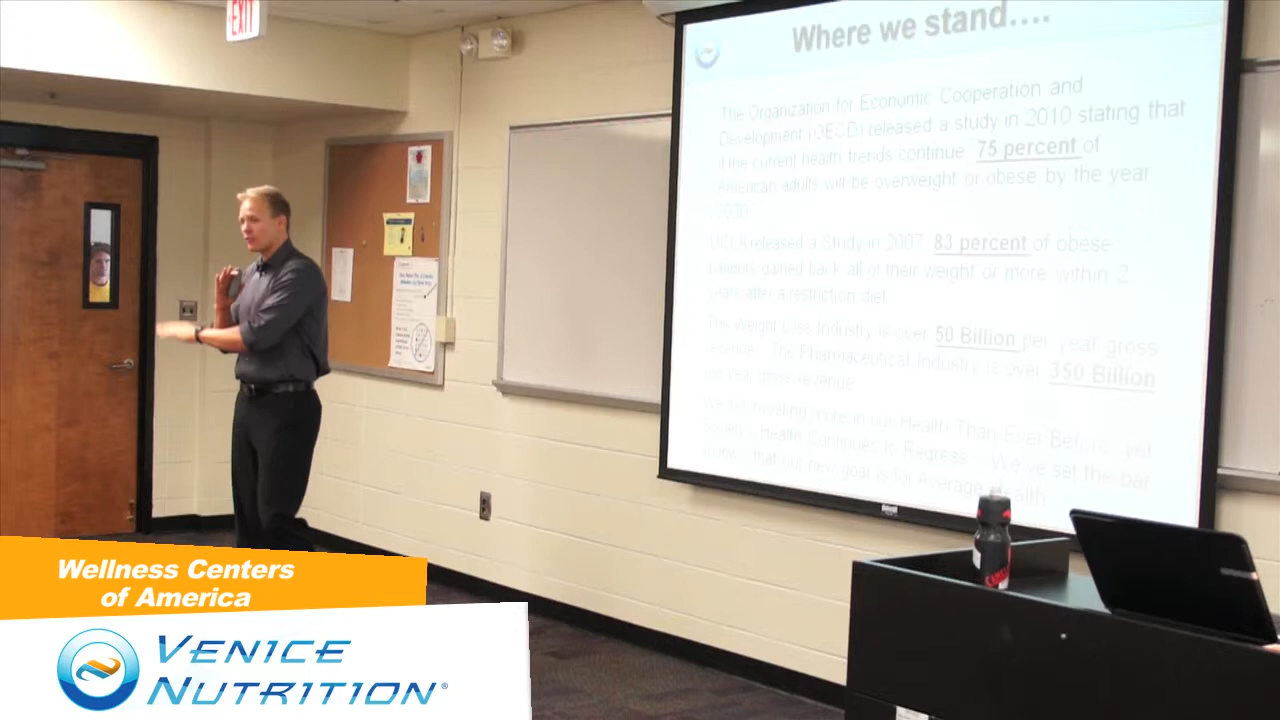 EXIT
Where we stand....
The Organization for Economic Cooperation and
Development (OECD) released a study in 2010 stating that
if the current health trends continue 75 percent of
American adults will be overweight or obese by the year
released a Study in 2007 83 percent of obese
patients gained back all of their weight or more within 2
years after a restriction diet
The Weight Loss Industry is over 50 Billion per year gross
revenue. The Pharmaceutical Industry is over 350 Billion
per year gross revenue
We are investing more in our Health Than Ever Before, yet
Society's Health Continues to Regress. We've set the bar
so low that our new goal is for Average Health
Wellness Centers
of America
VENICE
NUTRITION®